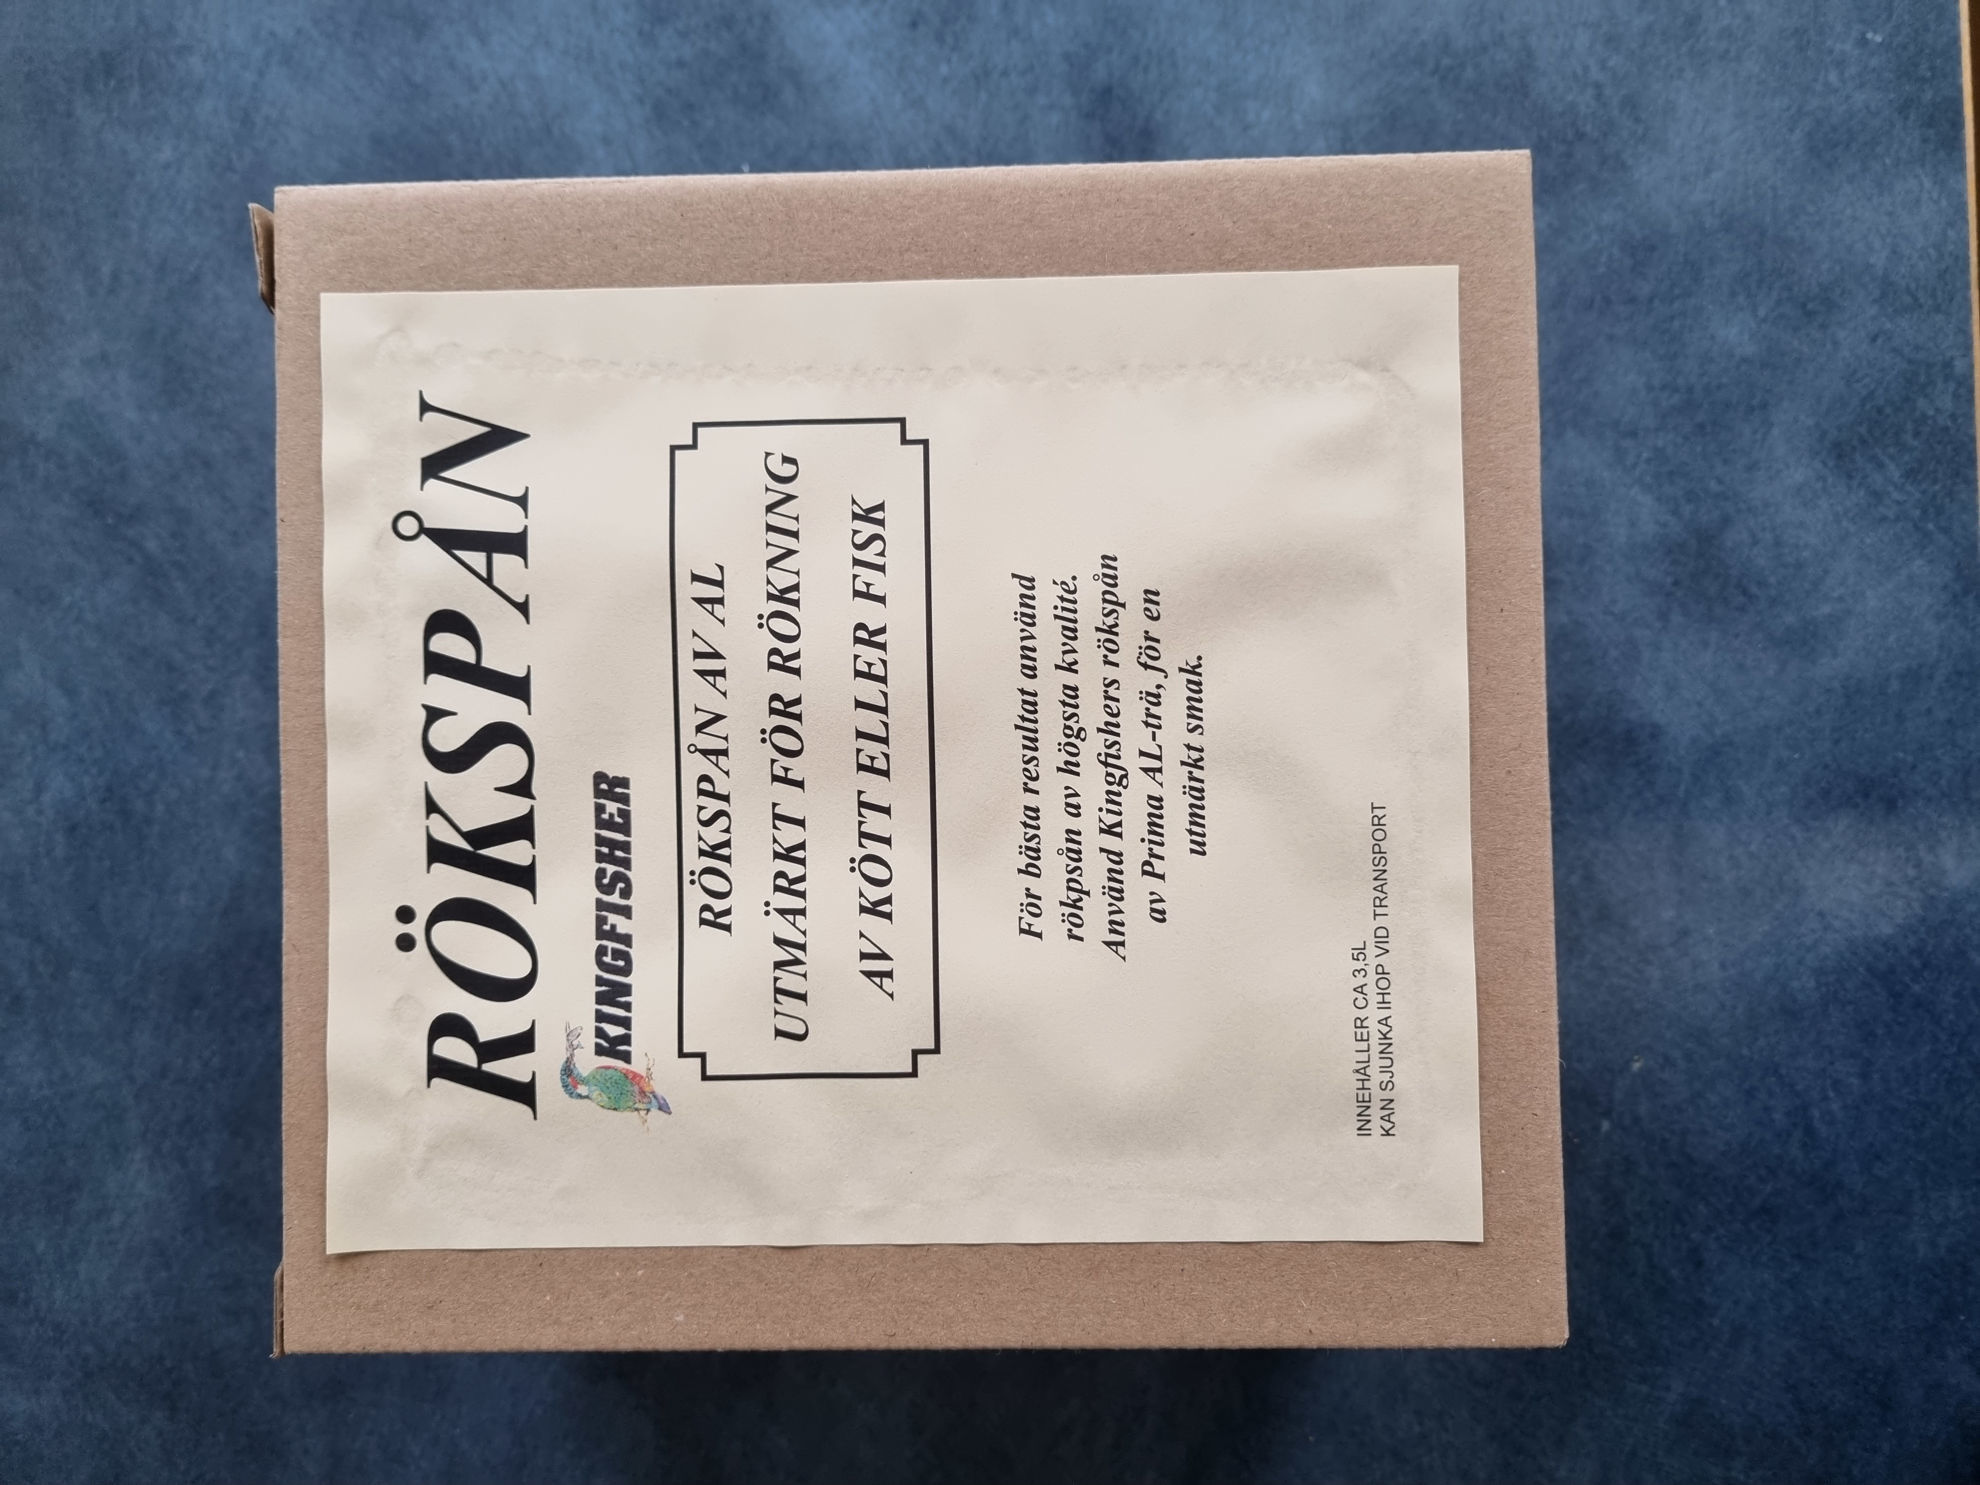 RÖKSPÅN
KINGFISHER
RÖKSPÅN AV AL
UTMÄRKT FÖR RÖKNING
AV KÖTT ELLER FISK
För bästa resultat använd
rökpsån av högsta kvalité.
Använd Kingfishers rökspån
av Prima AL-trä, för en
utmärkt smak.
INNEHÅLLER CA 3,5L
KAN SJUNKA IHOP VID TRANSPORT